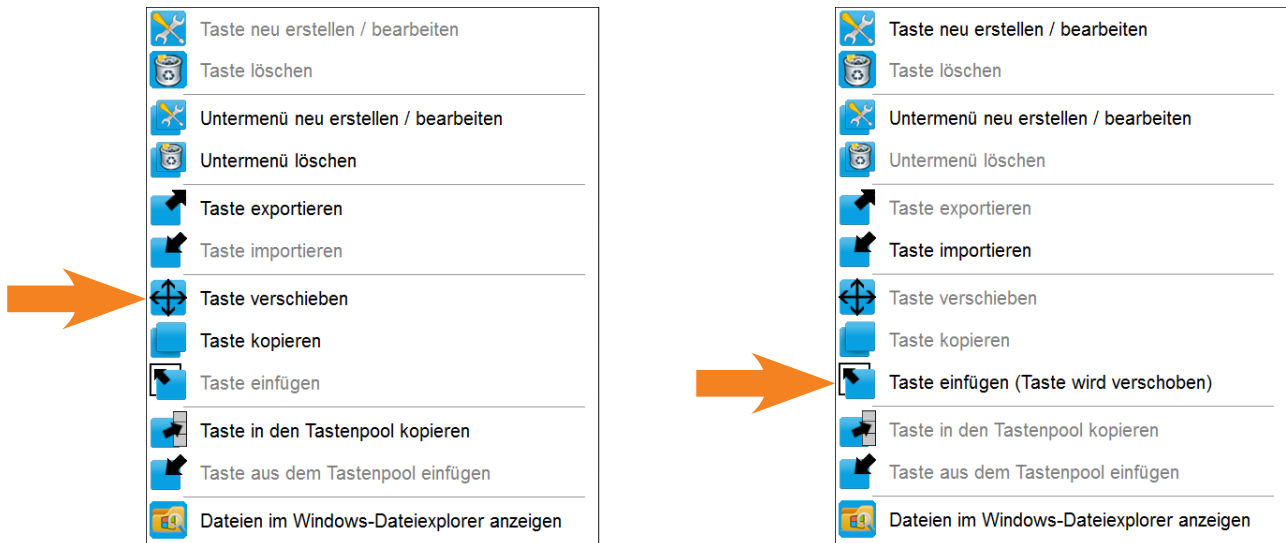 Taste neu erstellen / bearbeiten
Taste löschen
Untermenü neu erstellen / bearbeiten
Untermenü löschen
Taste exportieren
Taste importieren
Taste verschieben
Taste kopieren
Taste einfügen
Taste in den Tastenpool kopieren
Taste aus dem Tastenpool einfügen
Dateien im Windows-Dateiexplorer anzeigen
Taste neu erstellen / bearbeiten
Taste löschen
Untermenü neu erstellen / bearbeiten
Untermenü löschen
Taste exportieren
Taste importieren
Taste verschieben
Taste kopieren
Taste einfügen (Taste wird verschoben)
Taste in den Tastenpool kopieren
Taste aus dem Tastenpool einfügen
Dateien im Windows-Dateiexplorer anzeigen